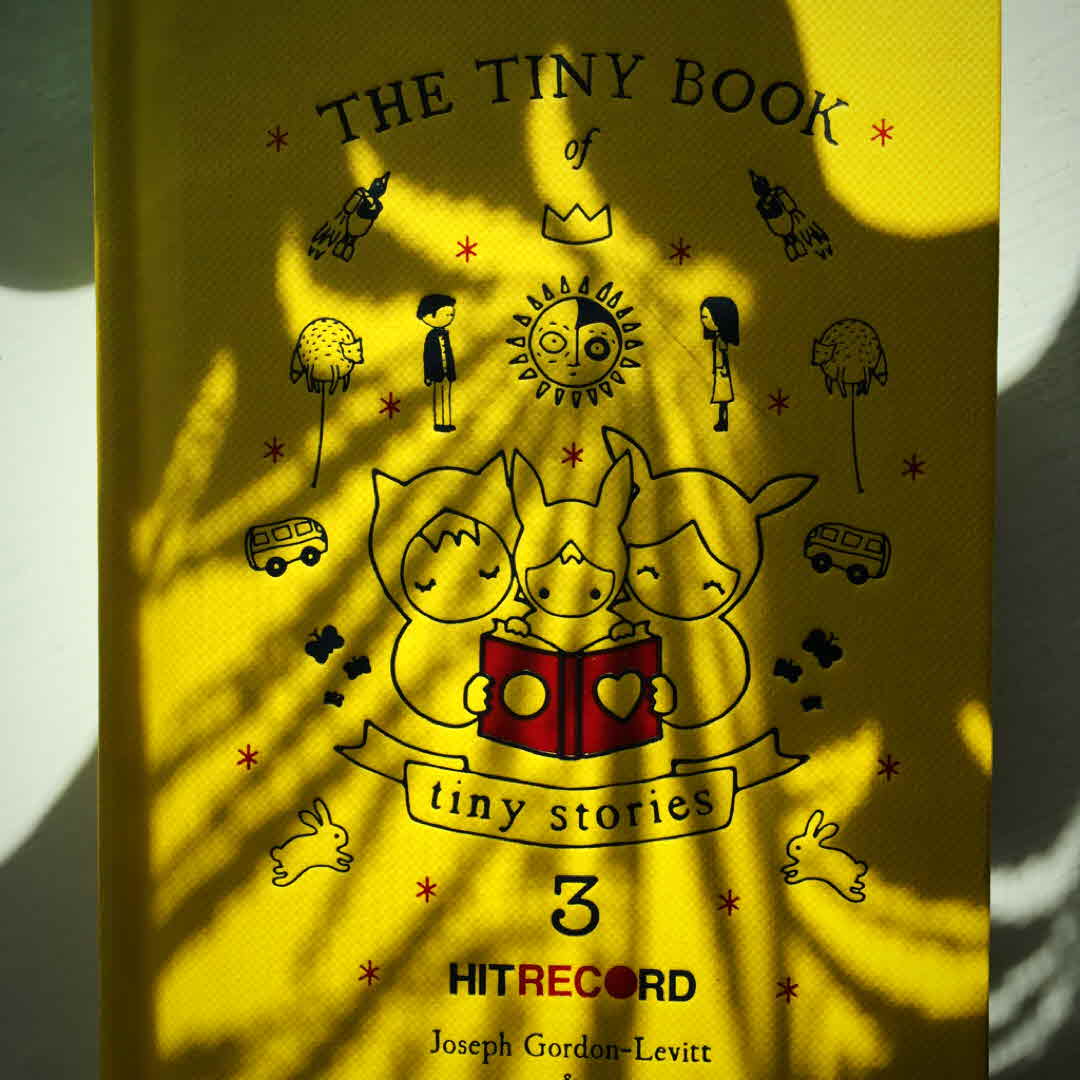 THE TINY BOOK
of
tiny stories
3
HITRECORD
Joseph Gordon-Levitt